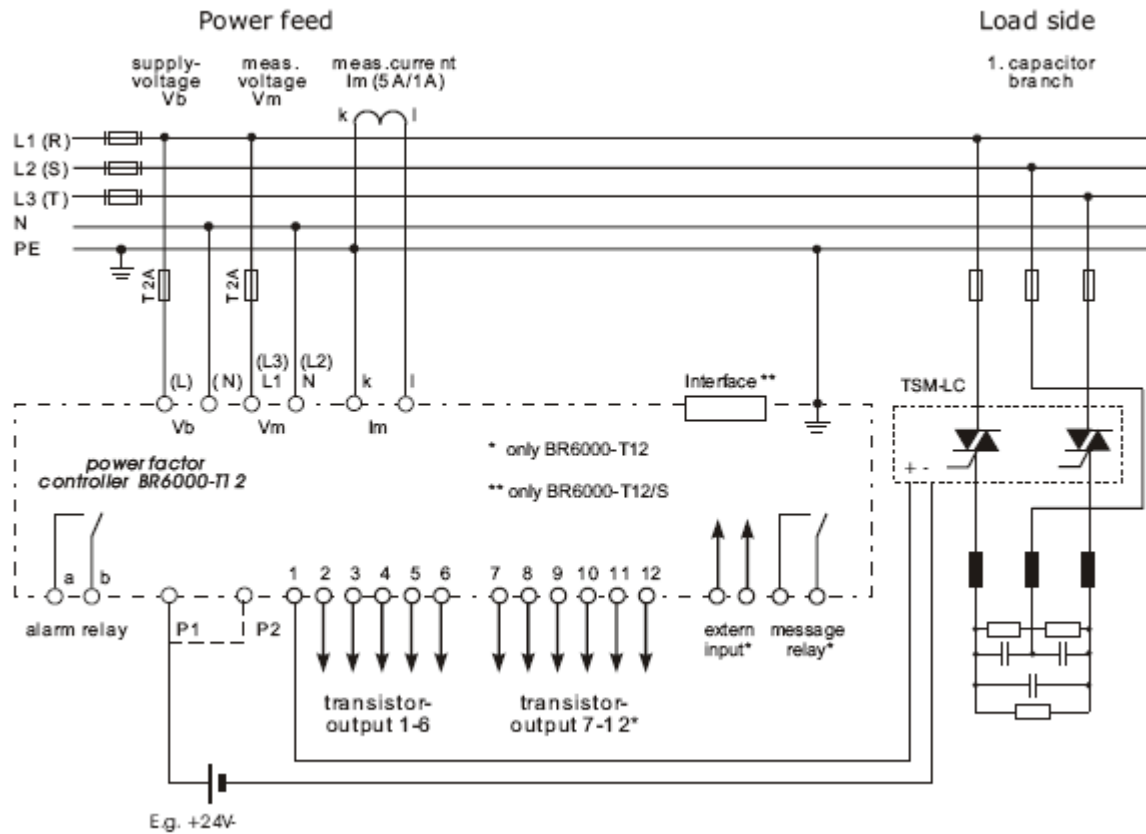 Power feed
Load side
supply-
voltage
Vb
meas.
voltage
Vm
meas.current
Im (5A/1A)
1. capacitor
branch
k
l
L1 (R)
L2 (S)
L3 (T)
N
PE
T2A
T2A
(L)
(N)
(L3)
L1
(L2)
N
k
l
Vb
Vm
Im
Interface **
TSM-LC
+ -
power factor
controller BR6000-T12
* only BR6000-T12
** only BR6000-T12/S
a
b
1
2
3
4
5
6
7
8
9
10
11
12
alarm relay
P1
P2
extern
input*
message
relay*
transistor-
output 1-6
transistor-
output 7-12*
E.g. +24V-